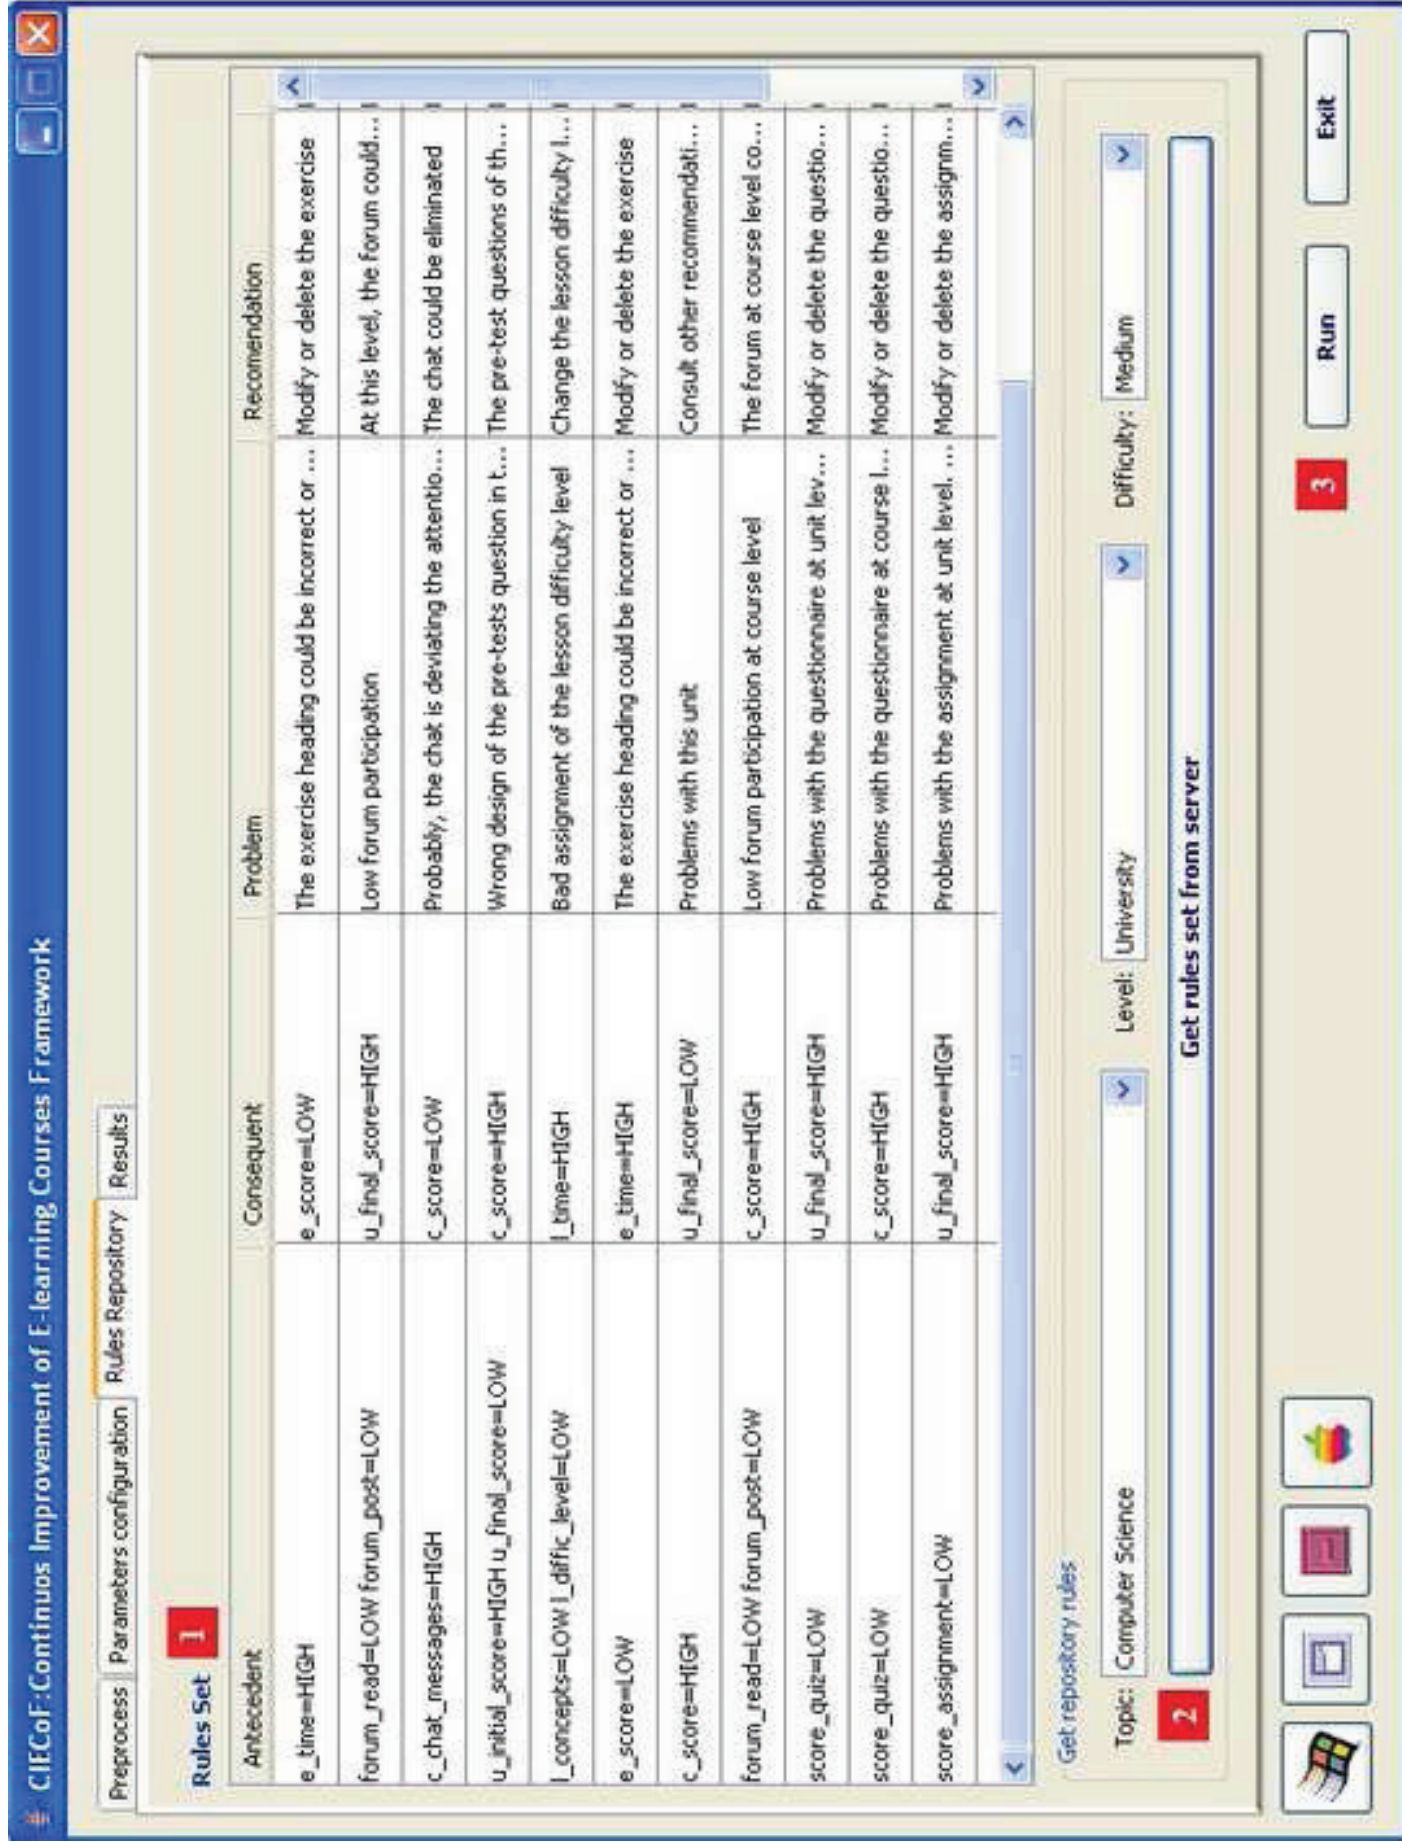 CIECoF:Continuos Improvement of E-learning Courses Framework
Preprocess Parameters configuration Rules Repository Results
Rules Set 1
Antecedent Consequent Problem Recomendation
e_time=HIGH e_score=LOW The exercise heading could be incorrect or ... Modify or delete the exercise
forum_read=LOW forum_post=LOW u_final_score=HIGH Low forum participation At this level, the forum could...
c_chat_messages=HIGH c_score=LOW Probably, the chat is deviating the attentio... The chat could be eliminated
u_initial_score=HIGH u_final_score=LOW c_score=HIGH Wrong design of the pre-tests question in t... The pre-test questions of th...
l_concepts=LOW l_diffic_level=LOW l_time=HIGH Bad assignment of the lesson difficulty level Change the lesson difficulty l...
e_score=LOW e_time=HIGH The exercise heading could be incorrect or ... Modify or delete the exercise
c_score=HIGH u_final_score=LOW Problems with this unit Consult other recommendati...
forum_read=LOW forum_post=LOW c_score=HIGH Low forum participation at course level The forum at course level co...
score_quiz=LOW u_final_score=HIGH Problems with the questionnaire at unit lev... Modify or delete the questio...
score_quiz=LOW c_score=HIGH Problems with the questionnaire at course l... Modify or delete the questio...
score_assignment=LOW u_final_score=HIGH Problems with the assignment at unit level. ... Modify or delete the assignm...
Get repository rules
Topic: Computer Science Level: University Difficulty: Medium
2 Get rules set from server
3 Run Exit